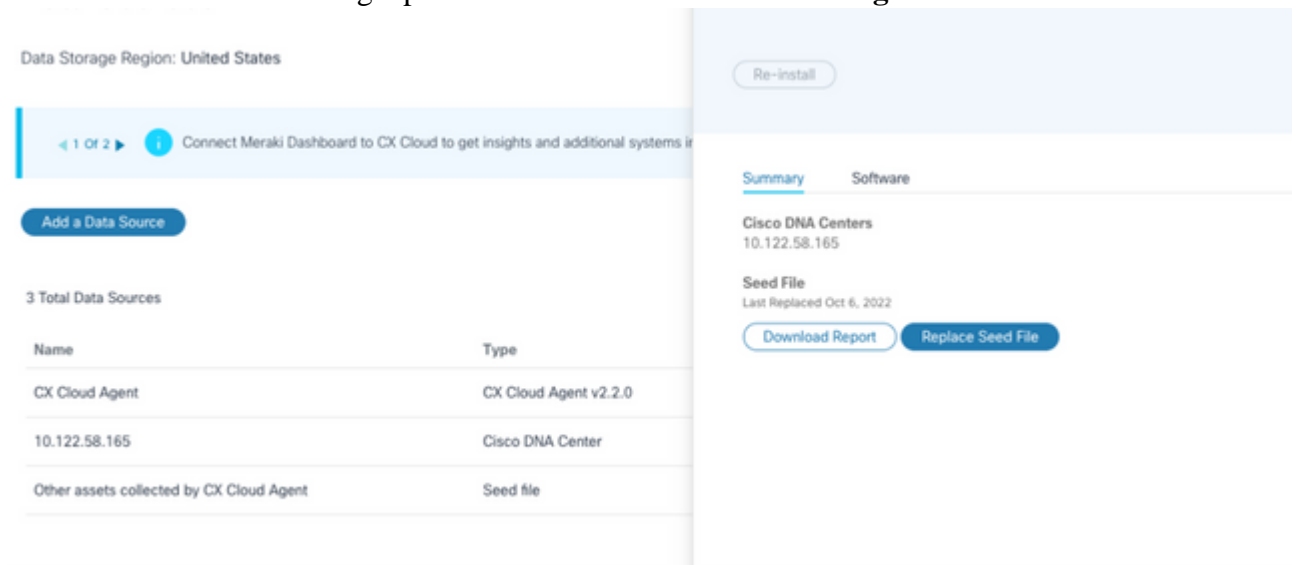 Data Storage Region: United States
1 Of 2
Connect Meraki Dashboard to CX Cloud to get insights and additional systems
Add a Data Source
3 Total Data Sources
Name Type
CX Cloud Agent CX Cloud Agent v2.2.0
10.122.58.165 Cisco DNA Center
Other assets collected by CX Cloud Agent Seed file
Re-install
Summary Software
Cisco DNA Centers
10.122.58.165
Seed File
Last Replaced Oct 6, 2022
Download Report Replace Seed File